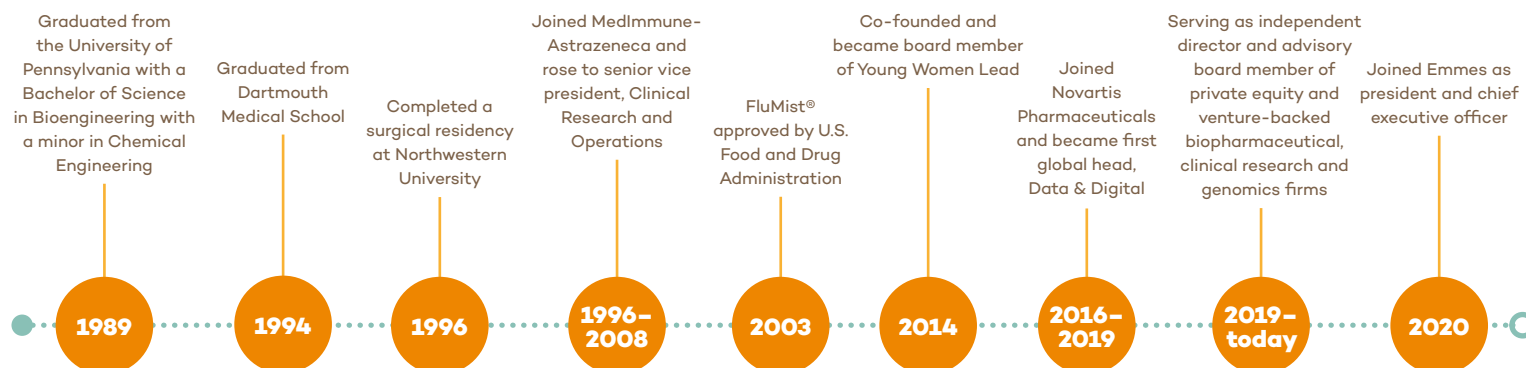 Graduated from
the University of
Pennsylvania with a
Bachelor of Science
in Bioengineering with
a minor in Chemical
Engineering
1989
Graduated from
Dartmouth
Medical School
1994
Completed a
surgical residency
at Northwestern
University
1996
Joined MedImmune-
Astrazeneca and
rose to senior vice
president, Clinical
Research and
Operations
1996–
2008
FluMist®
approved by U.S.
Food and Drug
Administration
2003
Co-founded and
became board member
of Young Women Lead
2014
Joined
Novartis
Pharmaceuticals
and became first
global head,
Data & Digital
2016–
2019
Serving as independent
director and advisory
board member of
private equity and
venture-backed
biopharmaceutical,
clinical research and
genomics firms
2019–
today
Joined Emmes as
president and chief
executive officer
2020